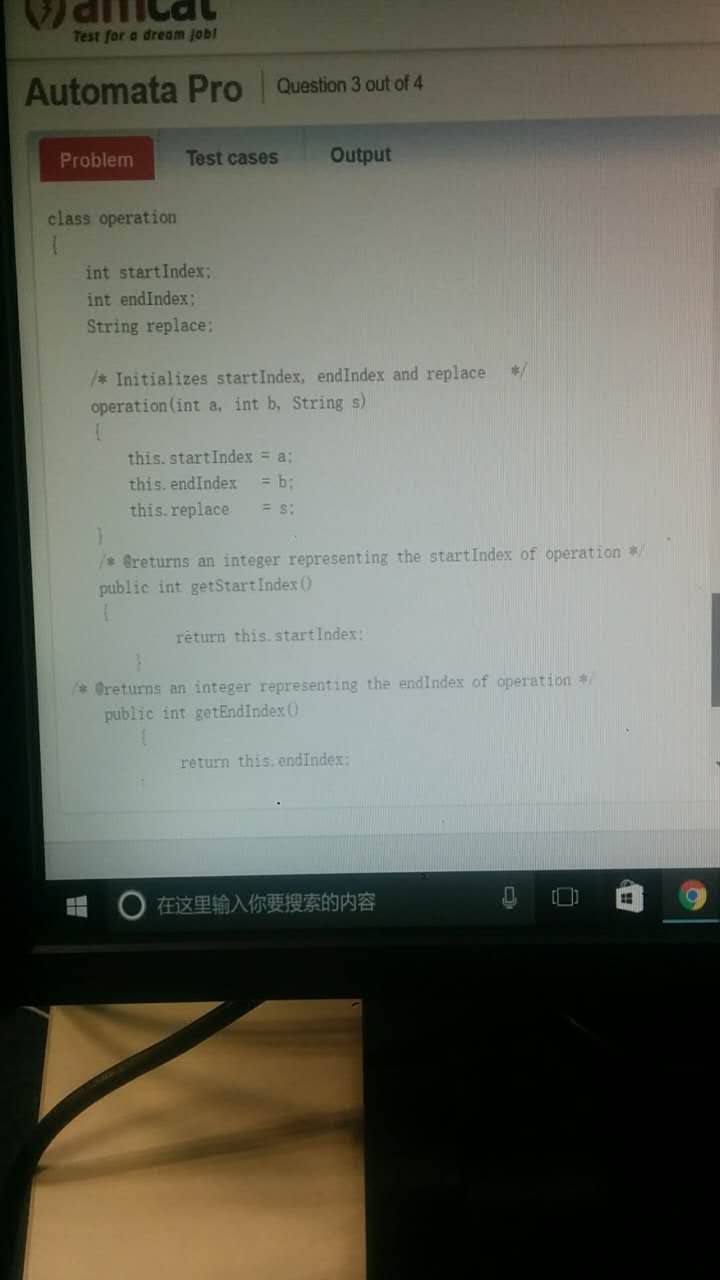 amcat
Test for a dream job!
Automata Pro
Question 3 out of 4
Problem
Test cases
Output
class operation
{
int startIndex;
int endIndex;
String replace;
/* Initializes startIndex, endIndex and replace */
operation(int a, int b, String s)
{
this.startIndex = a;
this.endIndex = b;
this.replace = s;
}
/* @returns an integer representing the startIndex of operation */
public int getStartIndex()
{
return this.startIndex;
}
/* @returns an integer representing the endIndex of operation */
public int getEndIndex()
{
return this.endIndex;
在这里输入你要搜索的内容